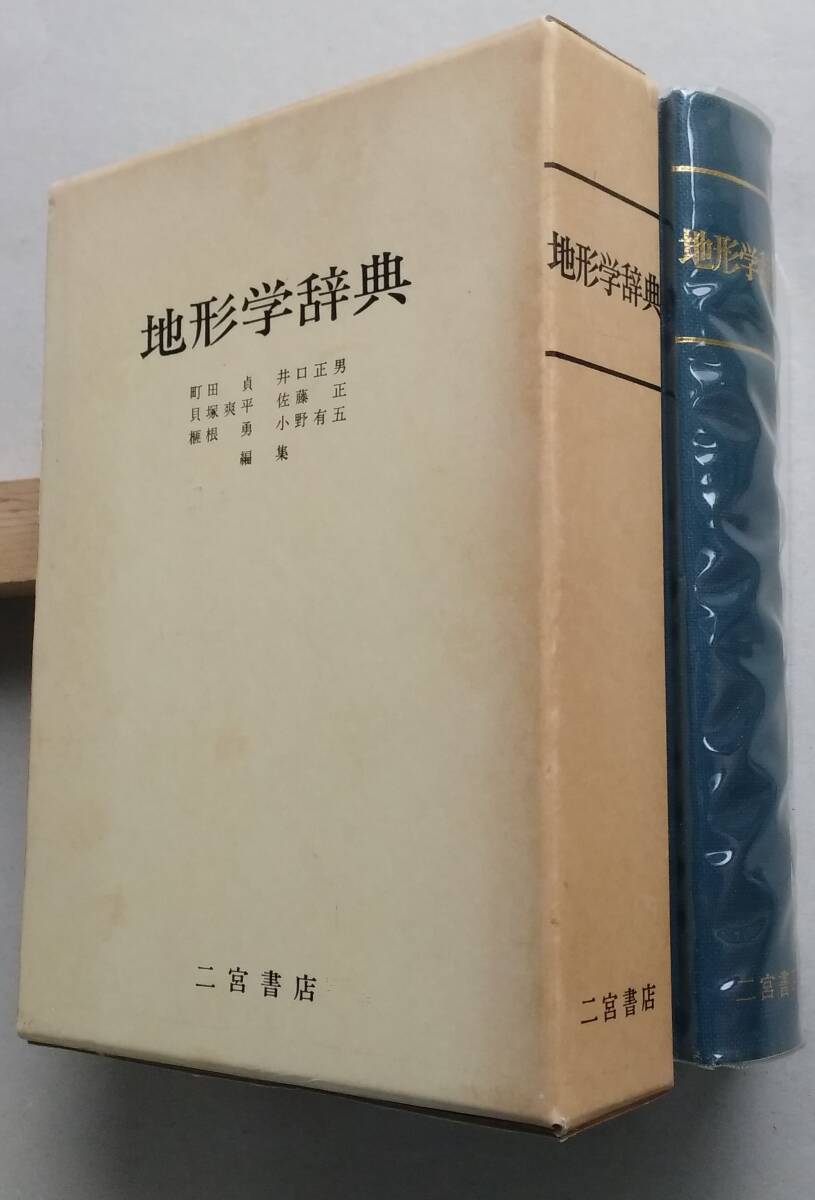 地形学辞典
町田 貞 井口正男
貝塚爽平 佐藤 正
榧根 勇 小野有五
編 集
二宮書店
地形学辞典
二宮書店
地形学
二宮書